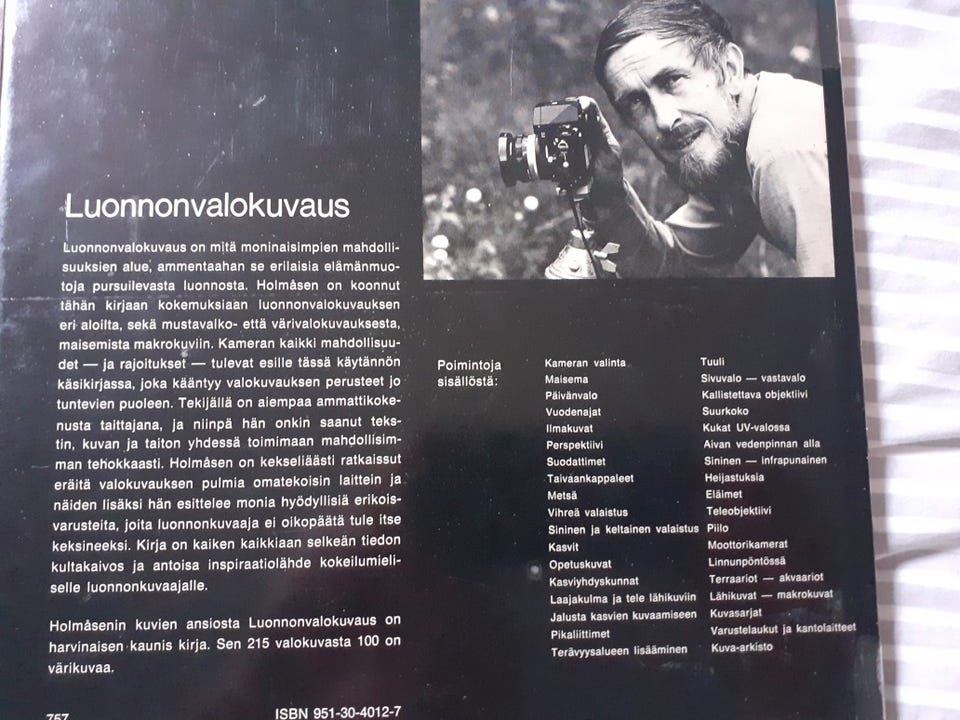 Luonnonvalokuvaus
Luonnonvalokuvaus on mitä moninaisimpien mahdolli-
suuksien alue, ammentaahan se erilaisia elämänmuo-
toja pursuilevasta luonnosta. Holmåsen on koonnut
tähän kirjaan kokemuksiaan luonnonvalokuvauksen
eri aloilta, sekä mustavalko- että värivalokuvauksesta,
maisemista makrokuviin. Kameran kaikki mahdollisuu-
det — ja rajoitukset — tulevat esille tässä käytännön
käsikirjassa, joka kääntyy valokuvauksen perusteet jo
tuntevien puoleen. Tekijällä on aiempaa ammattikoke-
nusta taittajana, ja niinpä hän onkin saanut teks-
tin, kuvan ja taiton yhdessä toimimaan mahdollisim-
man tehokkaasti. Holmåsen on kekseliäästi ratkaissut
eräitä valokuvauksen pulmia omatekoisin laittein ja
näiden lisäksi hän esittelee monia hyödyllisiä erikois-
varusteita, joita luonnonkuvaaja ei oikopäätä tule itse
keksineeksi. Kirja on kaiken kaikkiaan selkeän tiedon
kultakaivos ja antoisa inspiraatiolähde kokeilumieli-
selle luonnonkuvaajalle.
Holmåsenin kuvien ansiosta Luonnonvalokuvaus on
harvinaisen kaunis kirja. Sen 215 valokuvasta 100 on
värikuvaa.
757
ISBN 951-30-4012-7
Poimintoja
sisällöstä:
Kameran valinta
Maisema
Päivänvalo
Vuodenajat
Ilmakuvat
Perspektiivi
Suodattimet
Taivaankappaleet
Metsä
Vihreä valaistus
Sininen ja keltainen valaistus
Kasvit
Opetuskuvat
Kasviyhdyskunnat
Laajakulma ja tele lähikuviin
Jalusta kasvien kuvaamiseen
Pikaliittimet
Terävyysalueen lisääminen
Tuuli
Sivuvalo — vastavalo
Kallistettava objektiivi
Suurkoko
Kukat UV-valossa
Aivan vedenpinnan alla
Sininen — infrapunainen
Heijastuksia
Eläimet
Teleobjektiivi
Piilo
Moottorikamerat
Linnunpöntössä
Terraariot — akvaariot
Lähikuvat — makrokuvat
Kuvasarjat
Varustelaukut ja kantolaitteet
Kuva-arkisto